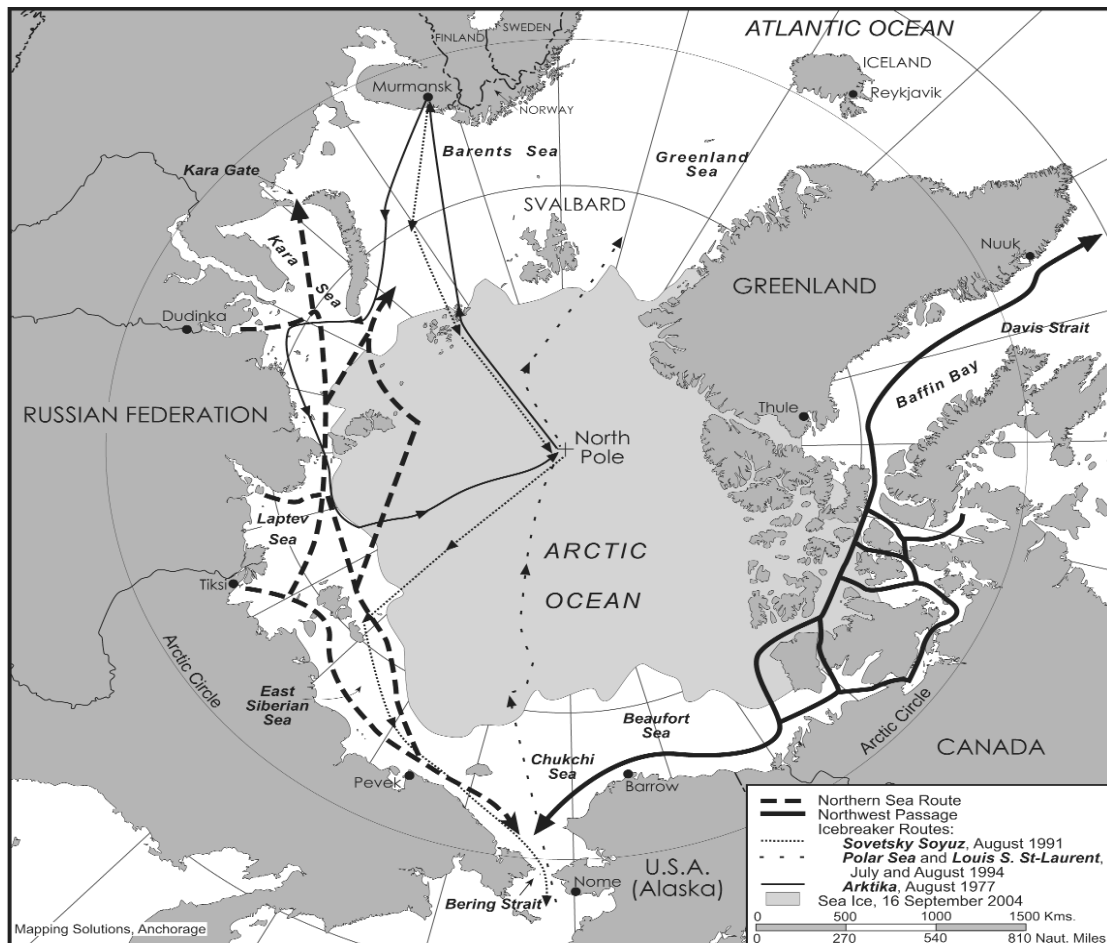 ATLANTIC OCEAN
SWEDEN
FINLAND
ICELAND
Reykjavik
Murmansk
NORWAY
Barents Sea
Greenland
Sea
Kara Gate
SVALBARD
Kara
Sea
Nuuk
GREENLAND
Dudinka
Davis Strait
Baffin Bay
RUSSIAN FEDERATION
Thule
North
Pole
Laptev
Sea
ARCTIC
OCEAN
Tiksi
Arctic Circle
East
Siberian
Sea
Beaufort
Sea
Arctic Circle
CANADA
Chukchi
Sea
Pevek
Barrow
U.S.A.
(Alaska)
Nome
Bering Strait
Northern Sea Route
Northwest Passage
Icebreaker Routes:
Sovetsky Soyuz, August 1991
Polar Sea and Louis S. St-Laurent,
July and August 1994
Arktika, August 1977
Sea Ice, 16 September 2004
0 500 1000 1500 Kms.
0 270 540 810 Naut. Miles
Mapping Solutions, Anchorage